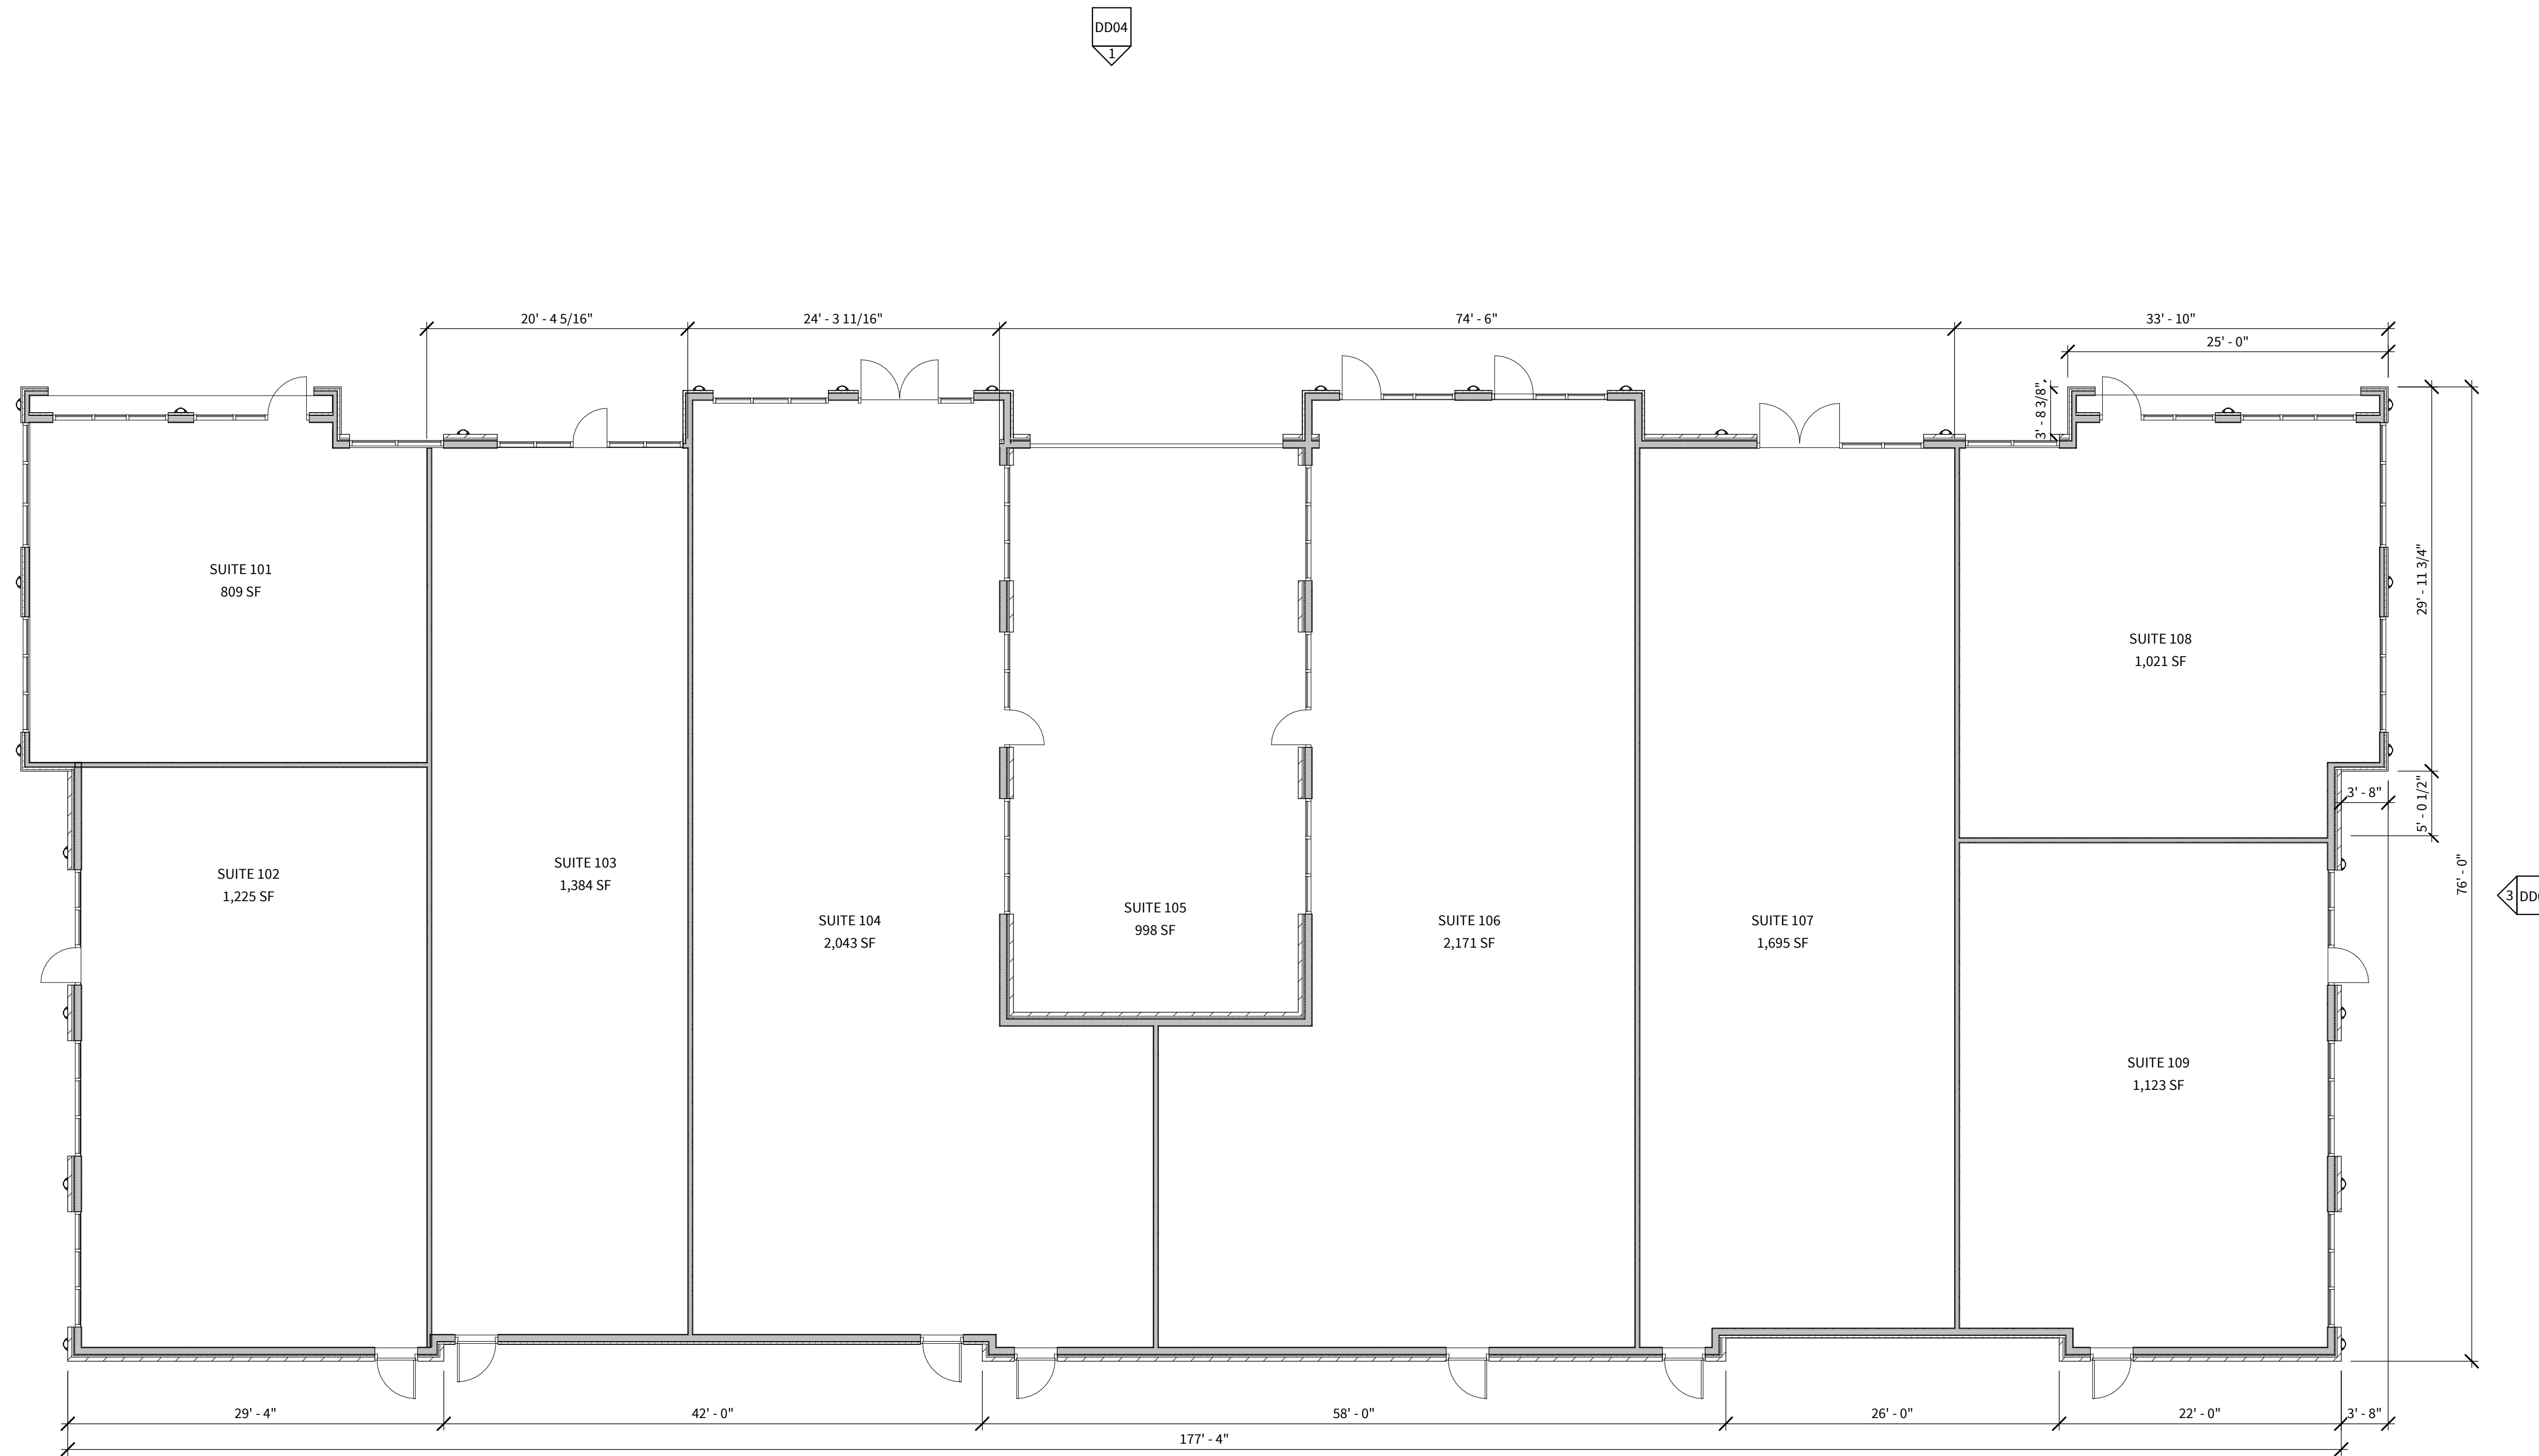 DD04
1
20' - 4 5/16"
24' - 3 11/16"
74' - 6"
33' - 10"
25' - 0"
3' - 8 3/8"
SUITE 101
809 SF
29' - 11 3/4"
SUITE 108
1,021 SF
3' - 8"
5' - 0 1/2"
SUITE 102
1,225 SF
SUITE 103
1,384 SF
SUITE 104
2,043 SF
SUITE 105
998 SF
SUITE 106
2,171 SF
SUITE 107
1,695 SF
76' - 0"
3
SUITE 109
1,123 SF
29' - 4"
42' - 0"
58' - 0"
26' - 0"
22' - 0"
3' - 8"
177' - 4"